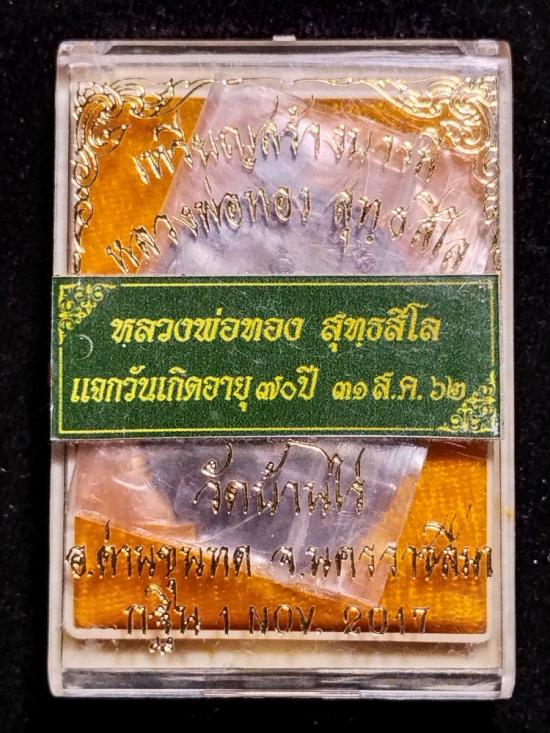 เหรียญสร้างบารมี
หลวงพ่อทอง สุทฺธสีโล
หลวงพ่อทอง สุทฺธสีโล
แจกวันเกิดอายุ ๗๐ปี ๓๑ ส.ค. ๖๒
วัดบ้านไร่
อ.ด่านขุนทด จ.นครราชสีมา
1 NOV. 2017